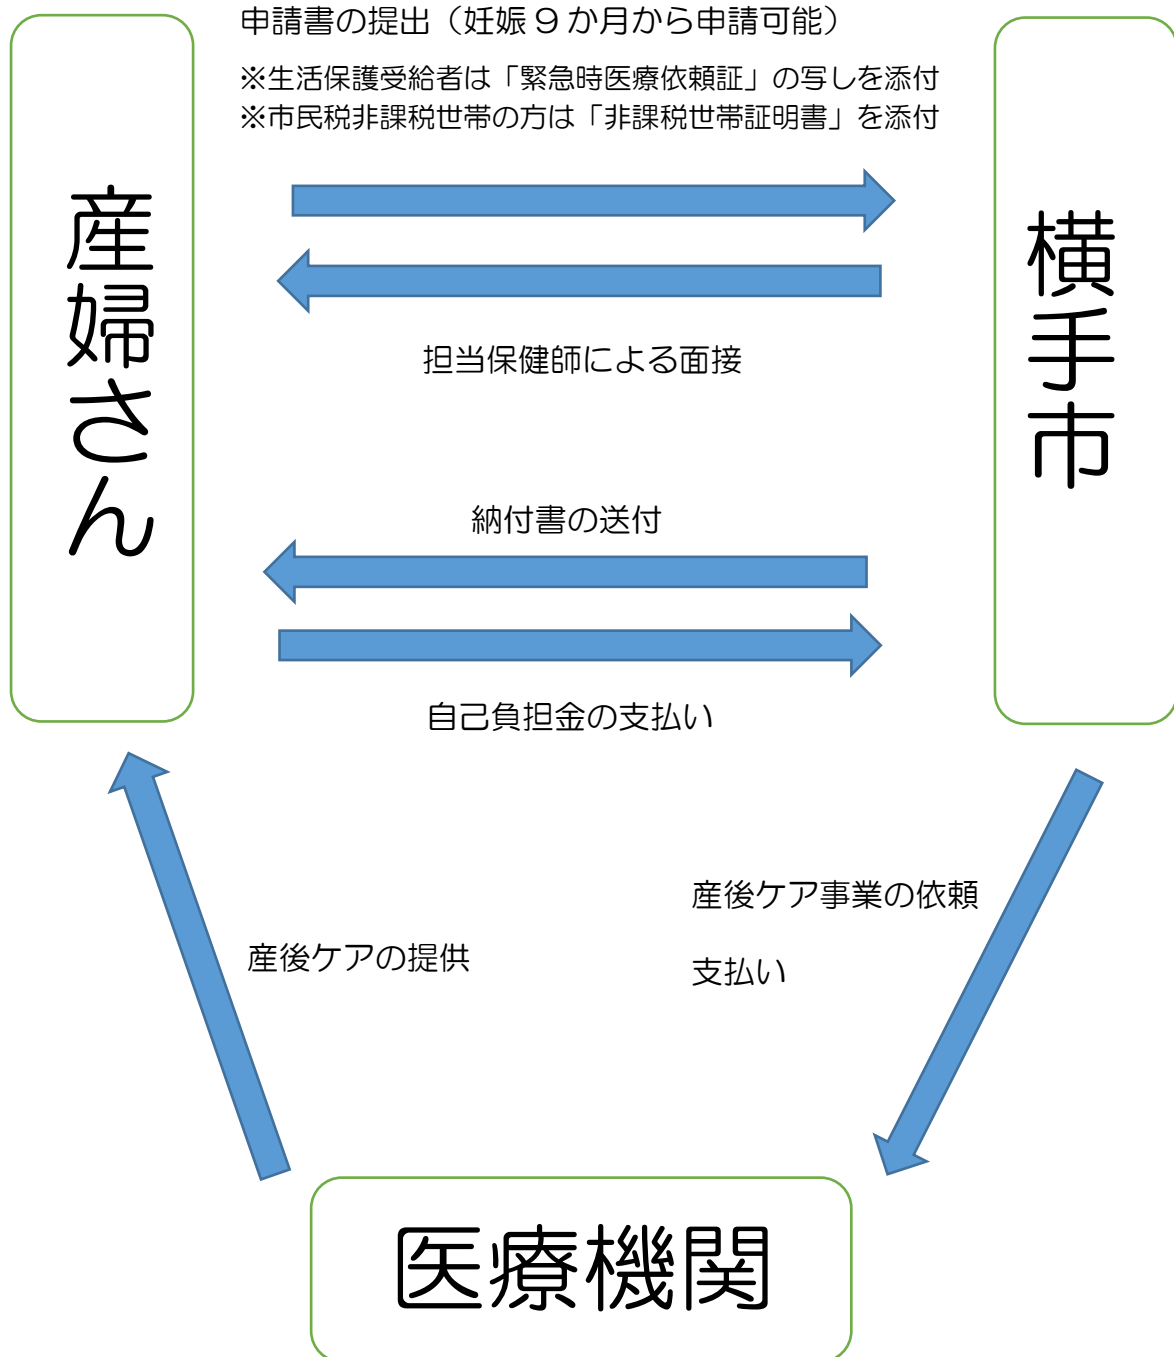 申請書の提出（妊娠９か月から申請可能）
※生活保護受給者は「緊急時医療依頼証」の写しを添付
※市民税非課税世帯の方は「非課税世帯証明書」を添付
産婦さん
横手市
担当保健師による面接
納付書の送付
自己負担金の支払い
産後ケア事業の依頼
支払い
産後ケアの提供
医療機関